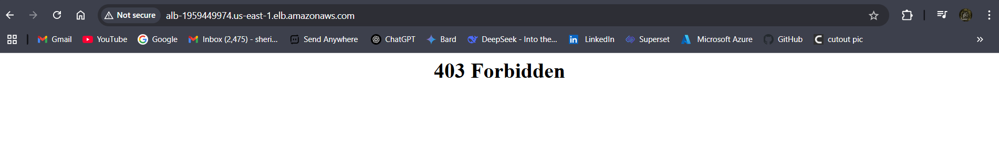 Not secure alb-1959449974.us-east-1.elb.amazonaws.com
Gmail YouTube Google Inbox (2,475) - sheri... Send Anywhere ChatGPT Bard DeepSeek - Into the... LinkedIn Superset Microsoft Azure GitHub cutout pic
403 Forbidden